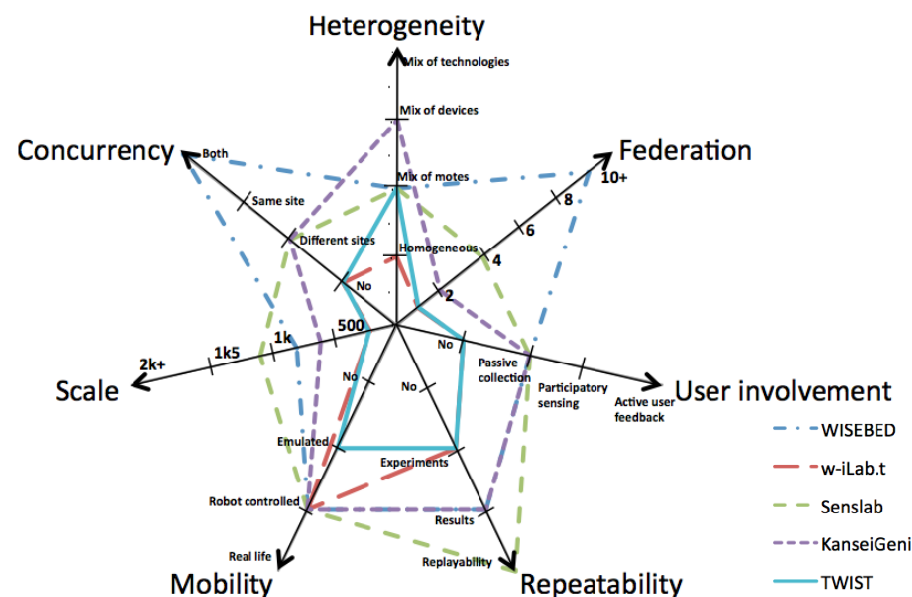 Heterogeneity
Mix of technologies
Mix of devices
Concurrency
Both
Federation
10+
Mix of motes
Same site
8
6
Different sites
Homogeneous
4
No
2
500
1k
1k5
2k+
Scale
No
Passive
collection
Participatory
sensing
Active user
feedback
User involvement
No
No
WISEBED
Emulated
Experiments
w-iLab.t
Robot controlled
Results
Senslab
KanseiGeni
Real life
Replayability
Mobility
Repeatability
TWIST